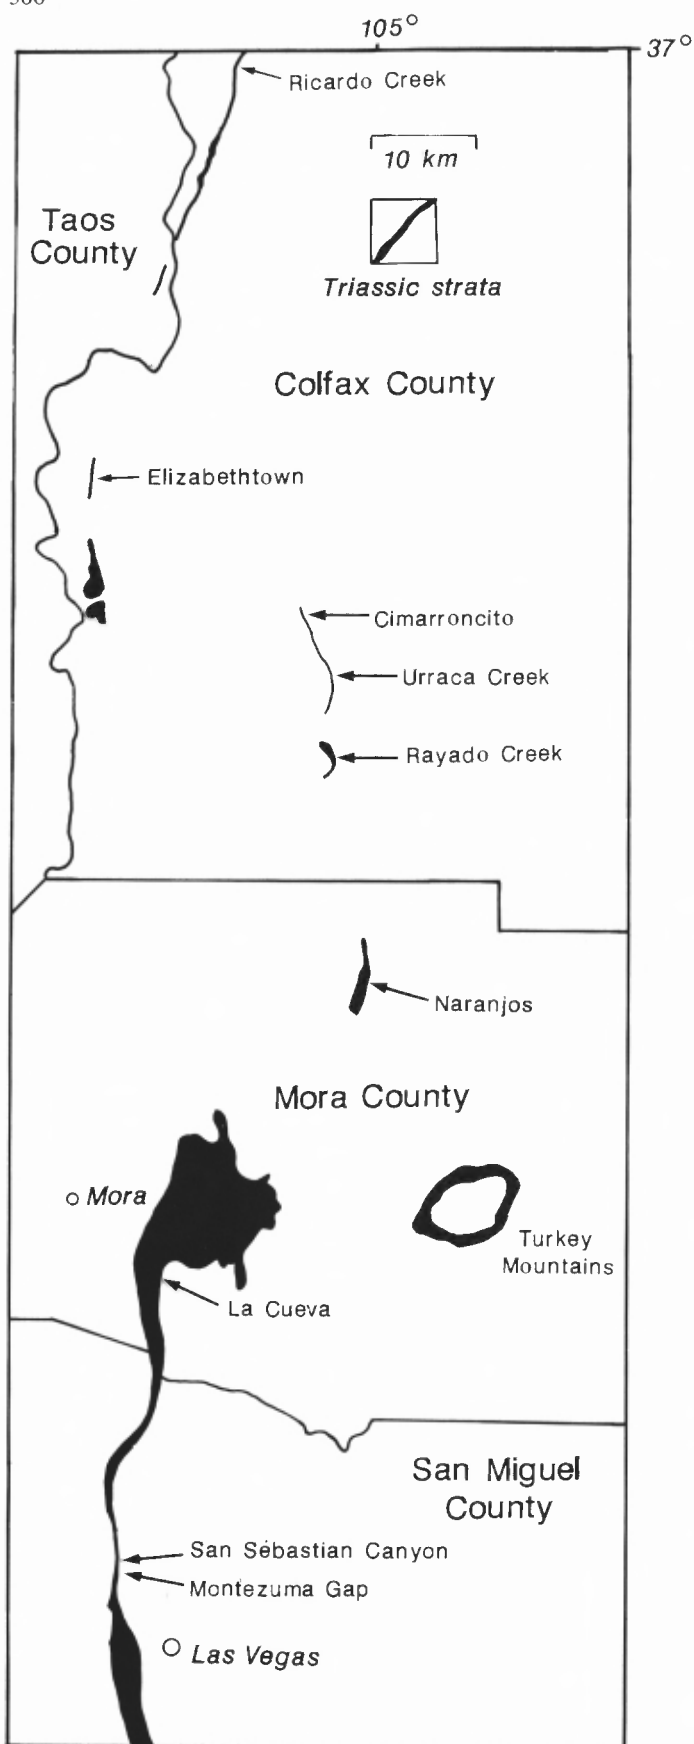 105°
37°
Ricardo Creek
10 km
Taos
County
Triassic strata
Colfax County
Elizabethtown
Cimarroncito
Urraca Creek
Rayado Creek
Naranjos
Mora County
Mora
Turkey
Mountains
La Cueva
San Miguel
County
San Sebastian Canyon
Montezuma Gap
Las Vegas